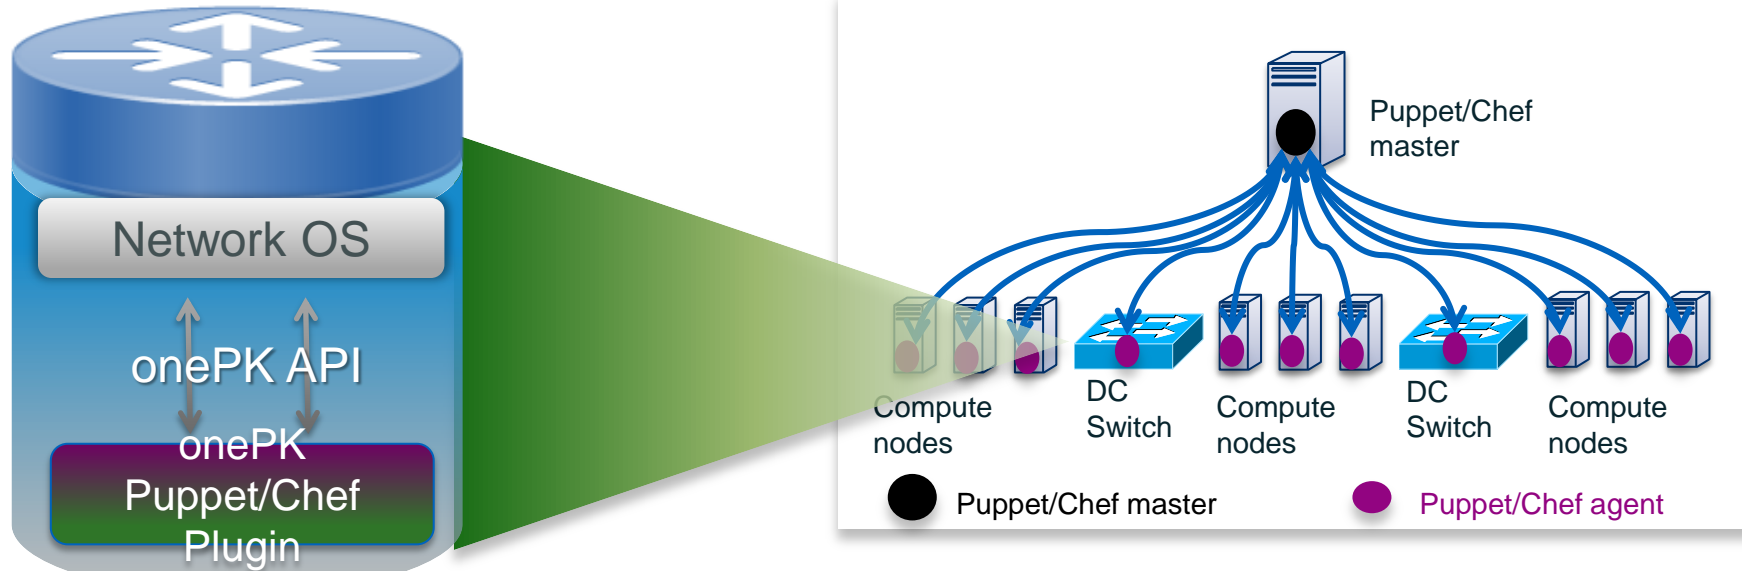 Network OS
onePK API
onePK
Puppet/Chef
Plugin
Puppet/Chef
master
Compute
nodes
DC
Switch
Compute
nodes
DC
Switch
Compute
nodes
Puppet/Chef master
Puppet/Chef agent